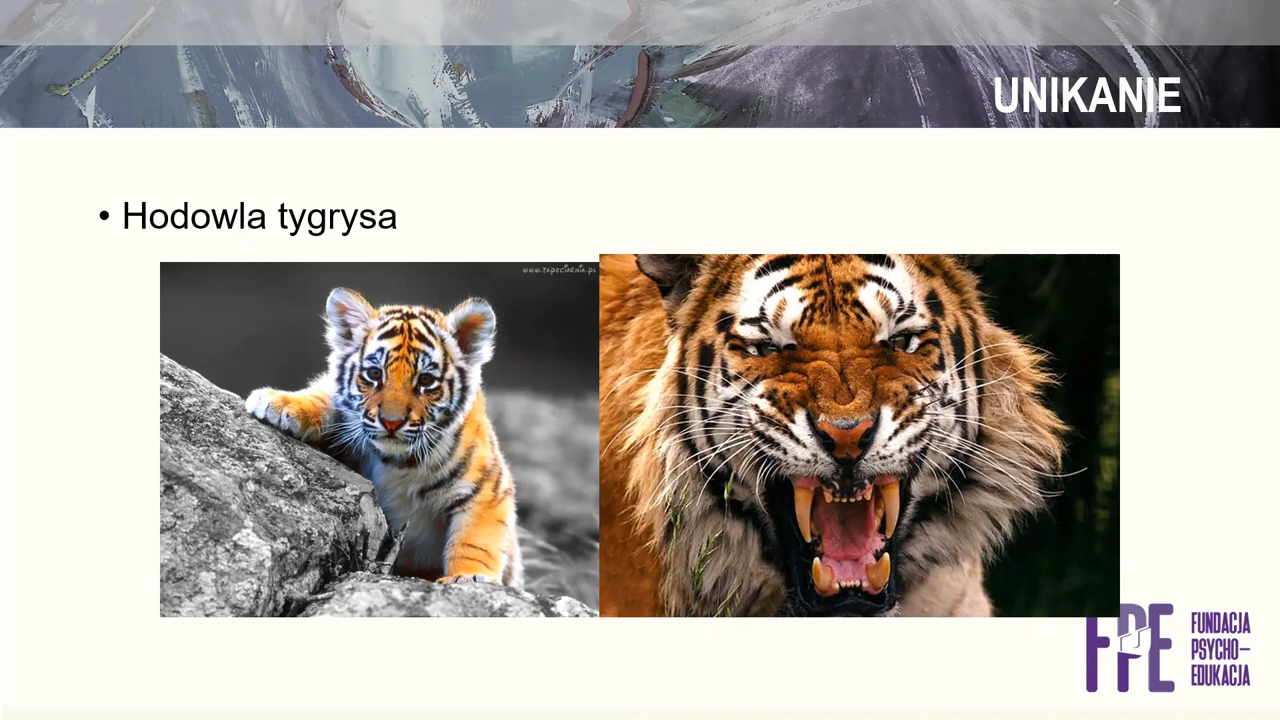 UNIKANIE
• Hodowla tygrysa
www.TAPECIARNIA.pl
FPE
FUNDACJA
PSYCHO—
EDUKACJA